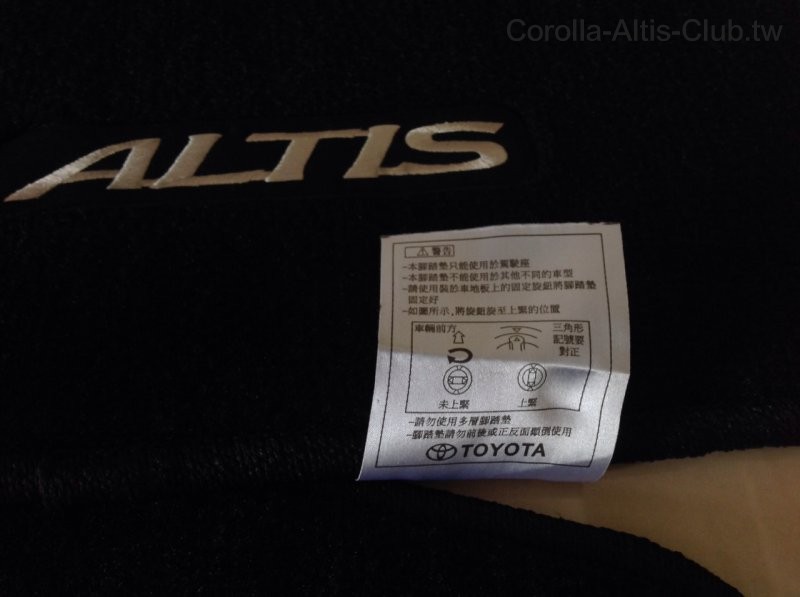 Corolla-Altis-Club.tw
ALTIS
⚠警告
-本腳踏墊只能使用於駕駛座
-本腳踏墊不能使用於其他不同的車型
-請使用裝於車地板上的固定旋鈕將腳踏墊
固定好
-如圖所示,將旋鈕旋至上緊的位置
車輛前方
三角形
記號要
對正
未上緊
上緊
-請勿使用多層腳踏墊
-腳踏墊請勿前後或正反面顛倒使用
TOYOTA